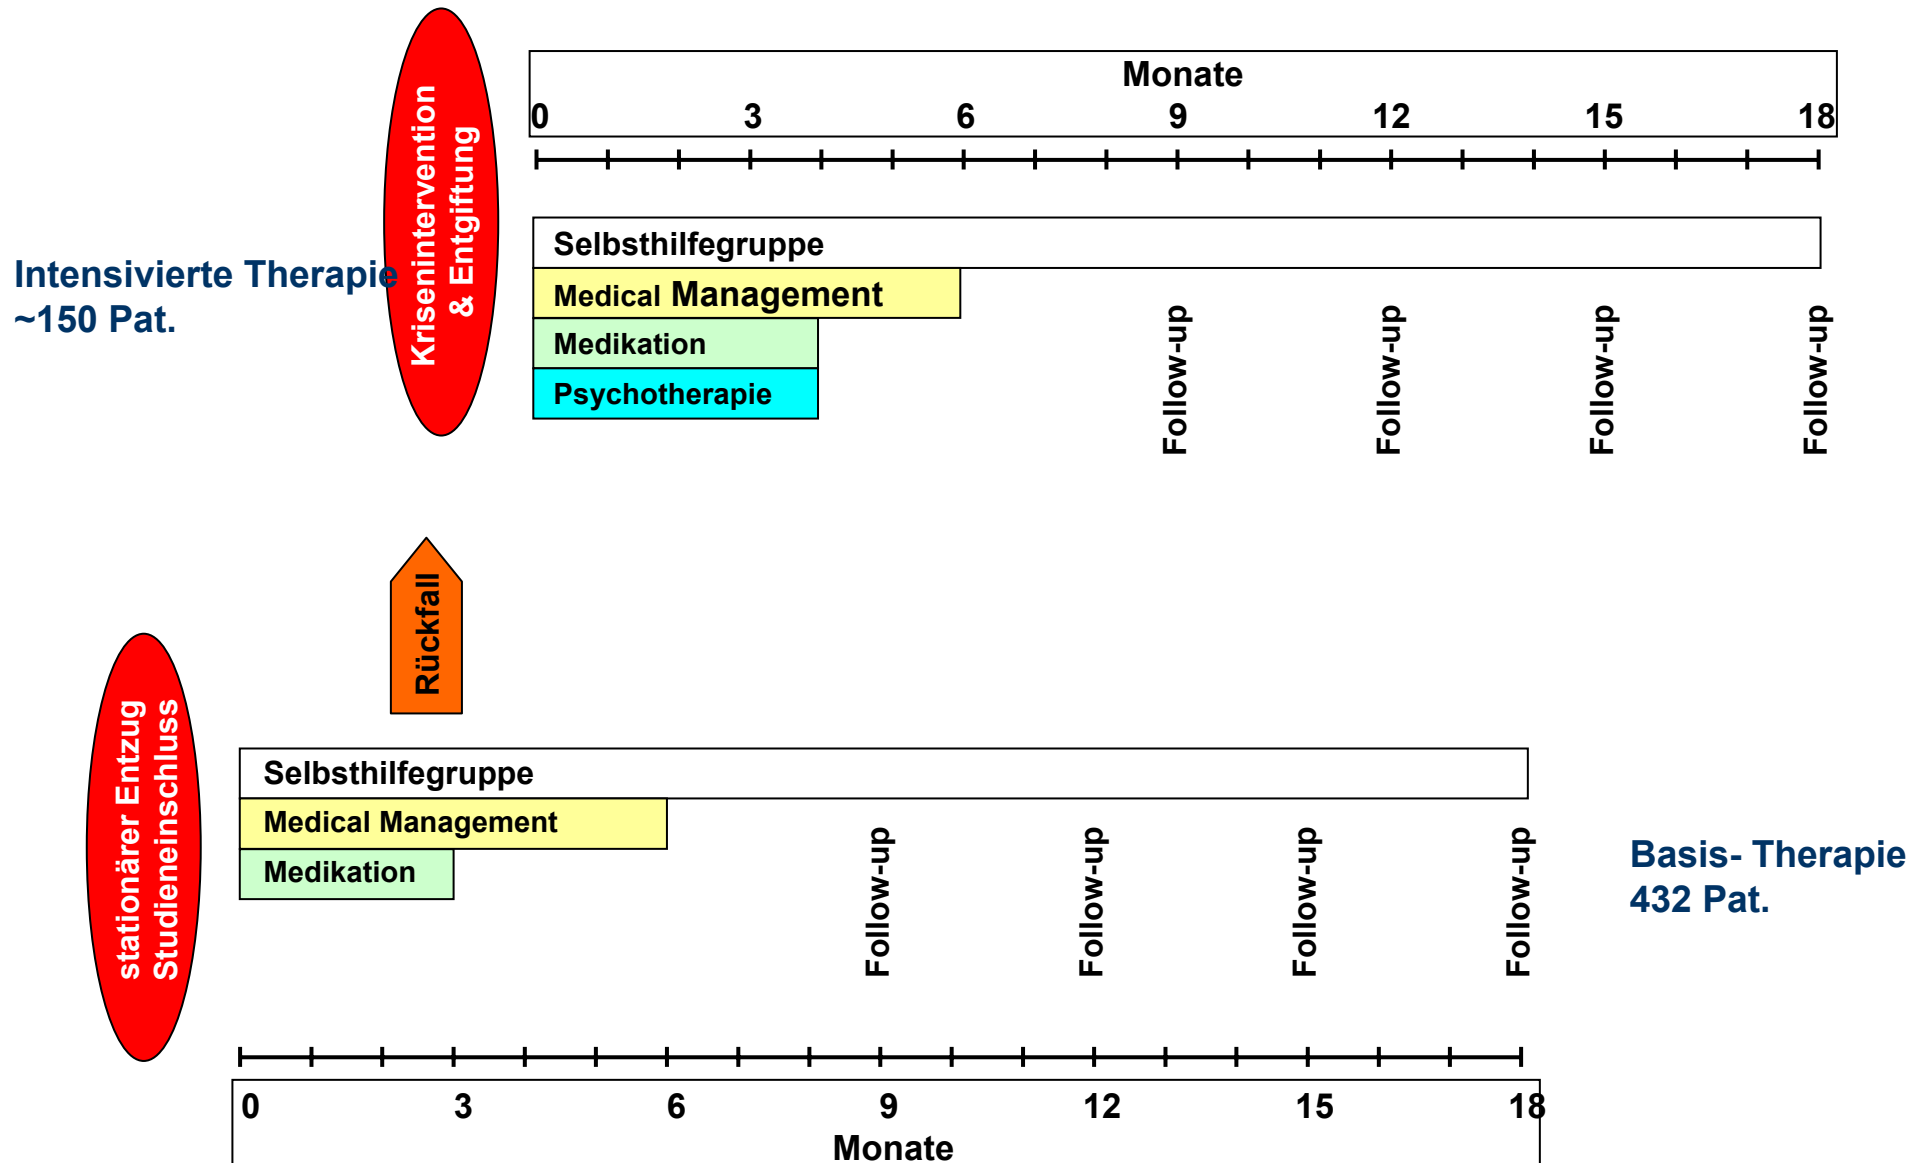 Monate
0 3 6 9 12 15 18
Krisenintervention
& Entgiftung
Intensivierte Therapie
~150 Pat.
Selbsthilfegruppe
Medical Management
Medikation
Psychotherapie
Follow-up
Follow-up
Follow-up
Follow-up
Rückfall
stationärer Entzug
Studieneinschluss
Selbsthilfegruppe
Medical Management
Medikation
Follow-up
Follow-up
Follow-up
Follow-up
Basis- Therapie
432 Pat.
0 3 6 9 12 15 18
Monate